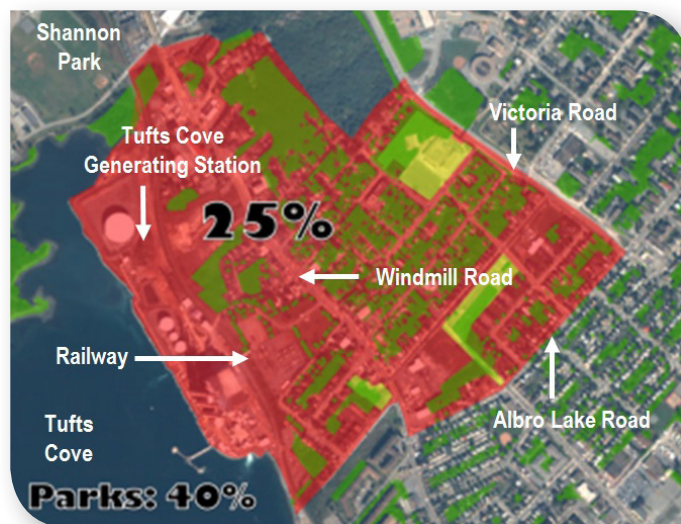 Shannon
Park
Tufts Cove
Generating Station
Victoria Road
25%
Windmill Road
Railway
Albro Lake Road
Tufts
Cove
Parks: 40%